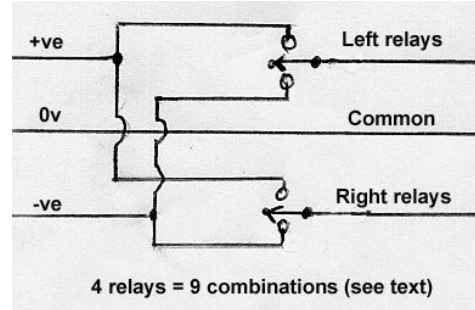 +ve
Left relays
0v
Common
-ve
Right relays
4 relays = 9 combinations (see text)